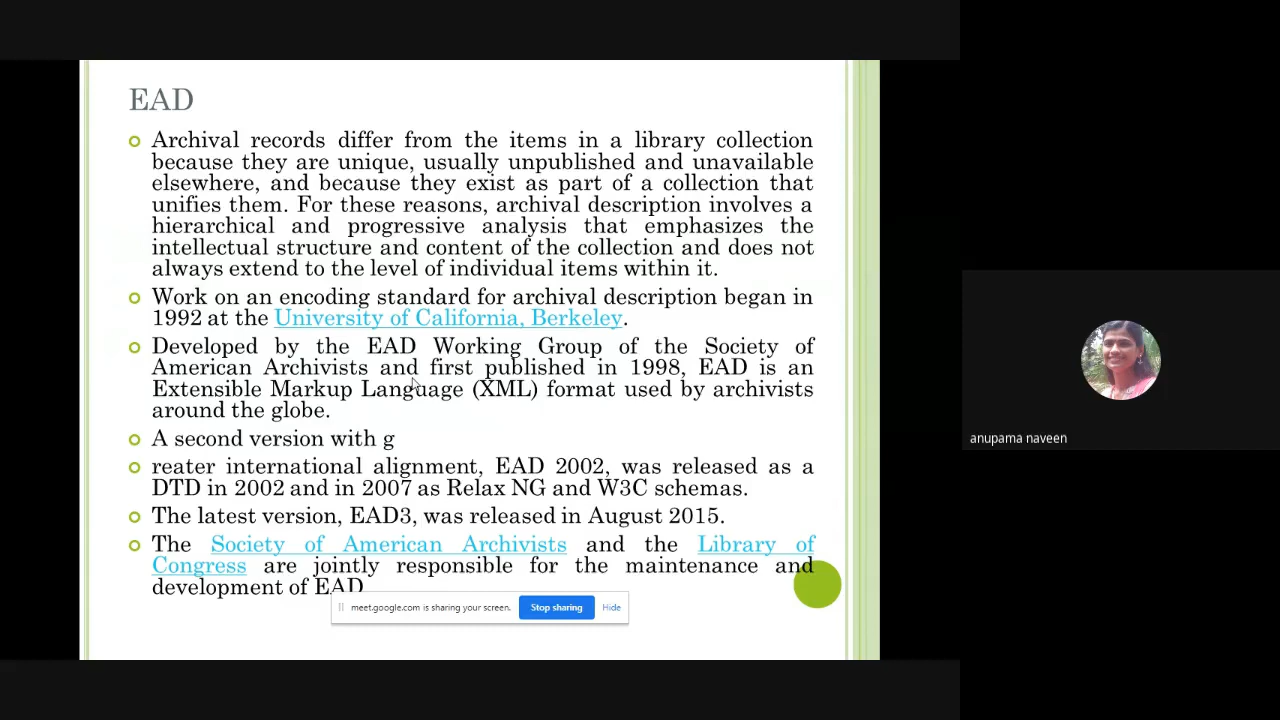 EAD
Archival records differ from the items in a library collection
because they are unique, usually unpublished and unavailable
elsewhere, and because they exist as part of a collection that
unifies them. For these reasons, archival description involves a
hierarchical and progressive analysis that emphasizes the
intellectual structure and content of the collection and does not
always extend to the level of individual items within it.
Work on an encoding standard for archival description began in
1992 at the University of California, Berkeley.
Developed by the EAD Working Group of the Society of
American Archivists and first published in 1998, EAD is an
Extensible Markup Language (XML) format used by archivists
around the globe.
A second version with g
reater international alignment, EAD 2002, was released as a
DTD in 2002 and in 2007 as Relax NG and W3C schemas.
The latest version, EAD3, was released in August 2015.
The Society of American Archivists and the Library of
Congress are jointly responsible for the maintenance and
development of EAD
meet.google.com is sharing your screen. Stop sharing Hide
anupama naveen